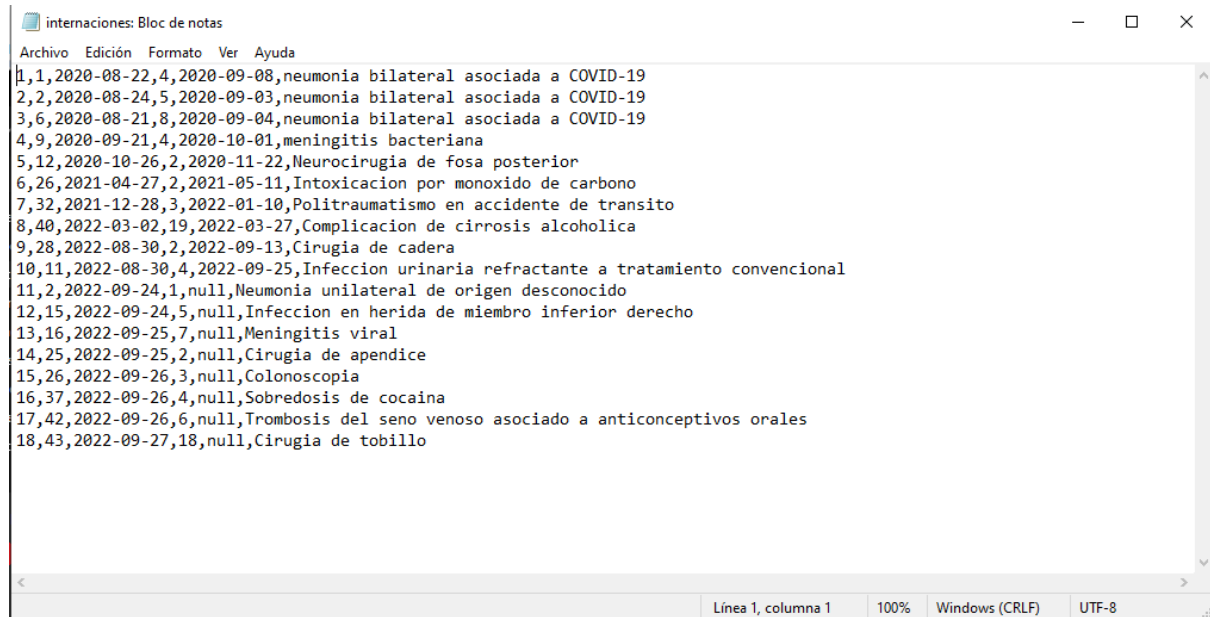 internaciones: Bloc de notas
Archivo Edición Formato Ver Ayuda
1,1,2020-08-22,4,2020-09-08,neumonia bilateral asociada a COVID-19
2,2,2020-08-24,5,2020-09-03,neumonia bilateral asociada a COVID-19
3,6,2020-08-21,8,2020-09-04,neumonia bilateral asociada a COVID-19
4,9,2020-09-21,4,2020-10-01,meningitis bacteriana
5,12,2020-10-26,2,2020-11-22,Neurocirugia de fosa posterior
6,26,2021-04-27,2,2021-05-11,Intoxicacion por monoxido de carbono
7,32,2021-12-28,3,2022-01-10,Politraumatismo en accidente de transito
8,40,2022-03-02,19,2022-03-27,Complicacion de cirrosis alcoholica
9,28,2022-08-30,2,2022-09-13,Cirugia de cadera
10,11,2022-08-30,4,2022-09-25,Infeccion urinaria refractante a tratamiento convencional
11,2,2022-09-24,1,null,Neumonia unilateral de origen desconocido
12,15,2022-09-24,5,null,Infeccion en herida de miembro inferior derecho
13,16,2022-09-25,7,null,Meningitis viral
14,25,2022-09-25,2,null,Cirugia de apendice
15,26,2022-09-26,3,null,Colonoscopia
16,37,2022-09-26,4,null,Sobredosis de cocaina
17,42,2022-09-26,6,null,Trombosis del seno venoso asociado a anticonceptivos orales
18,43,2022-09-27,18,null,Cirugia de tobillo
Línea 1, columna 1 100% Windows (CRLF) UTF-8